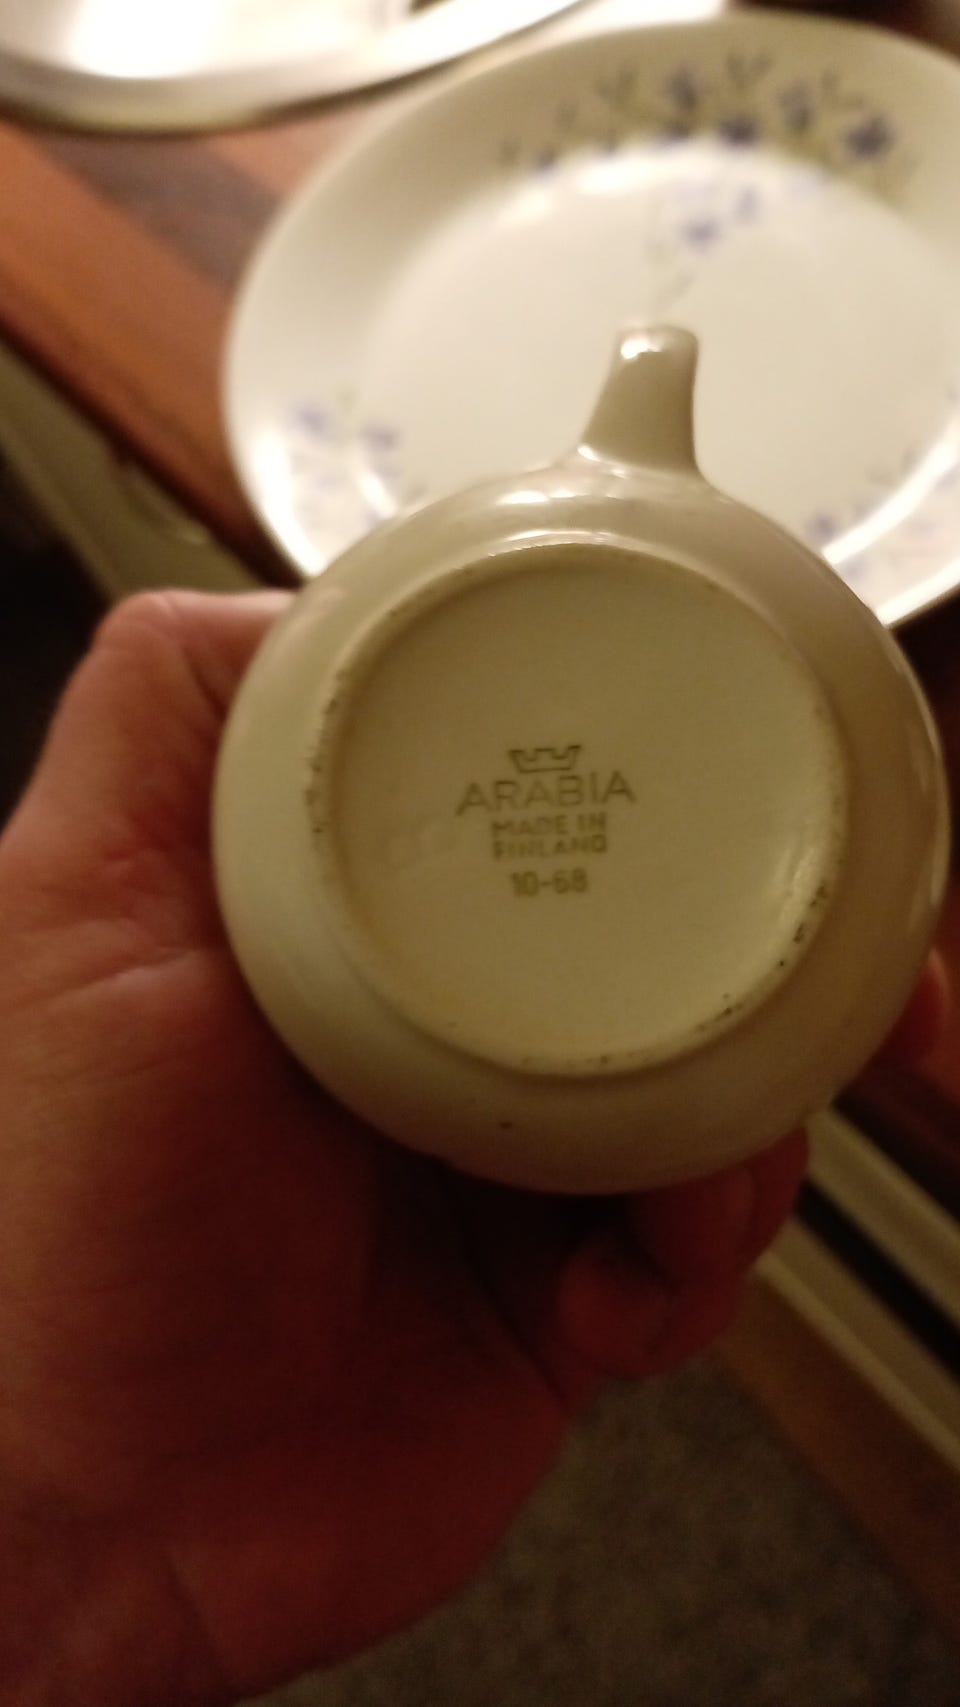 ARABIA
MADE IN
FINLAND
10-68